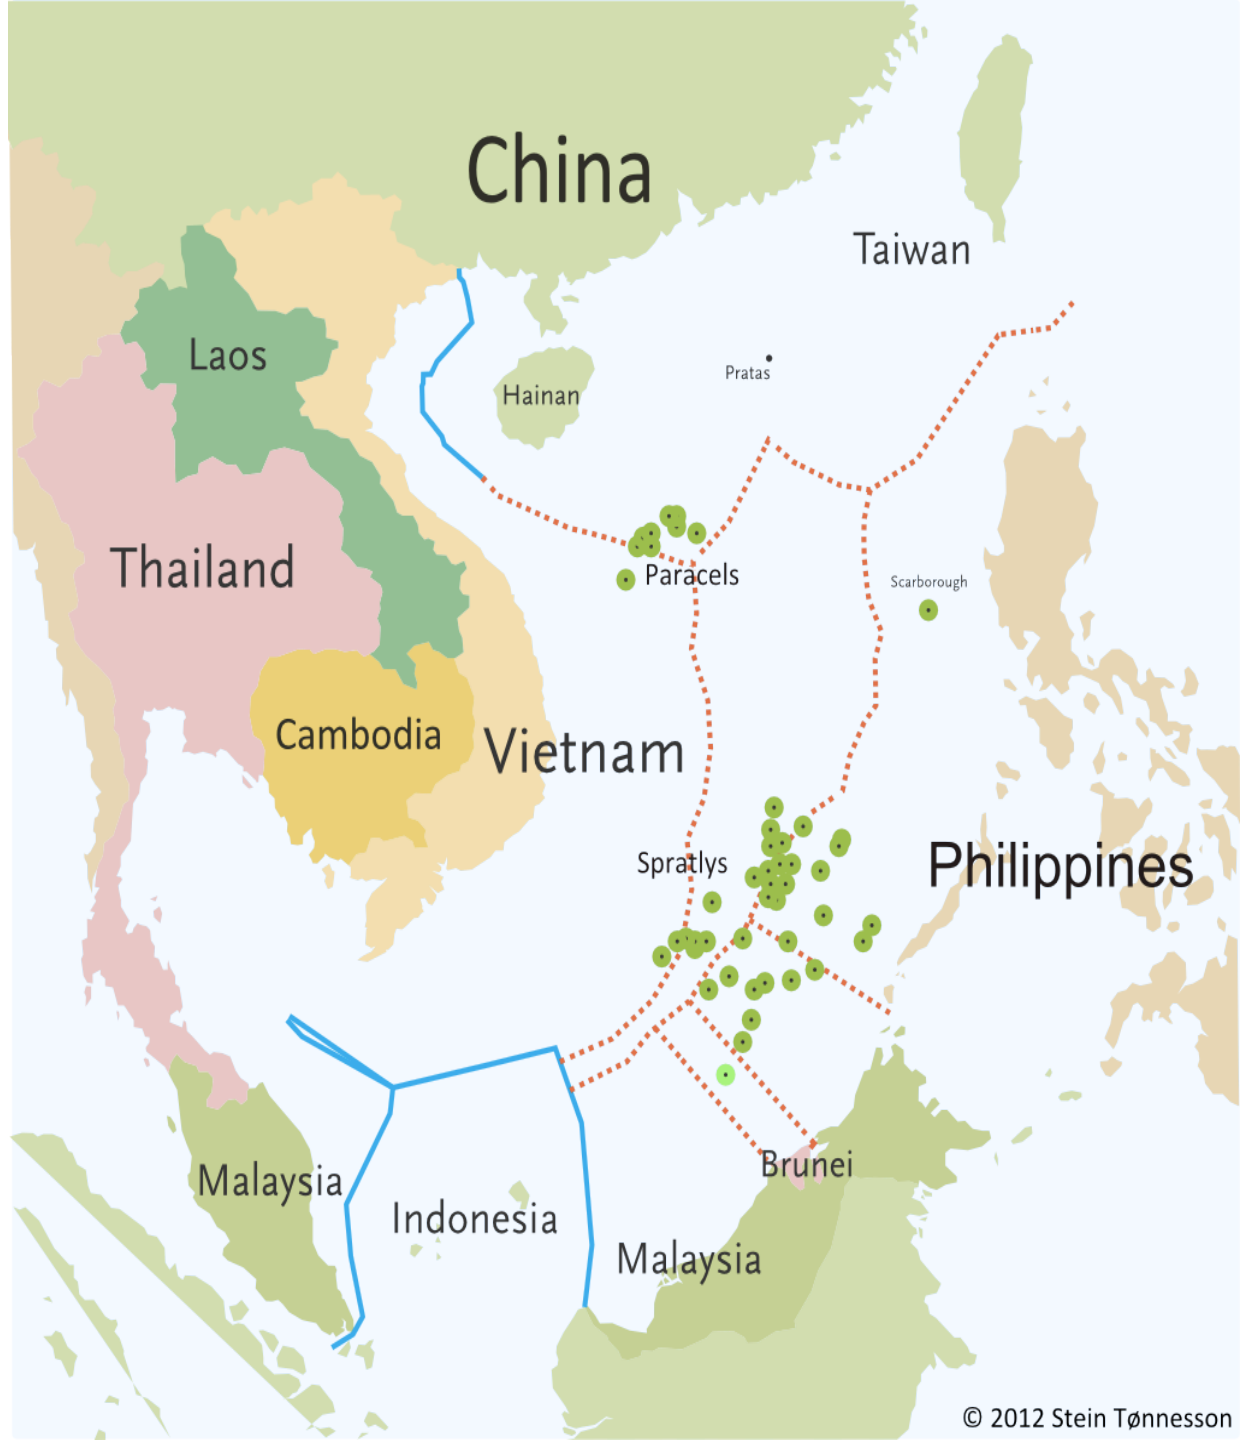 China
Taiwan
Laos
Pratas
Hainan
Thailand
Paracels
Scarborough
Cambodia
Vietnam
Spratlys
Philippines
Brunei
Malaysia
Indonesia
Malaysia
© 2012 Stein Tønnesson